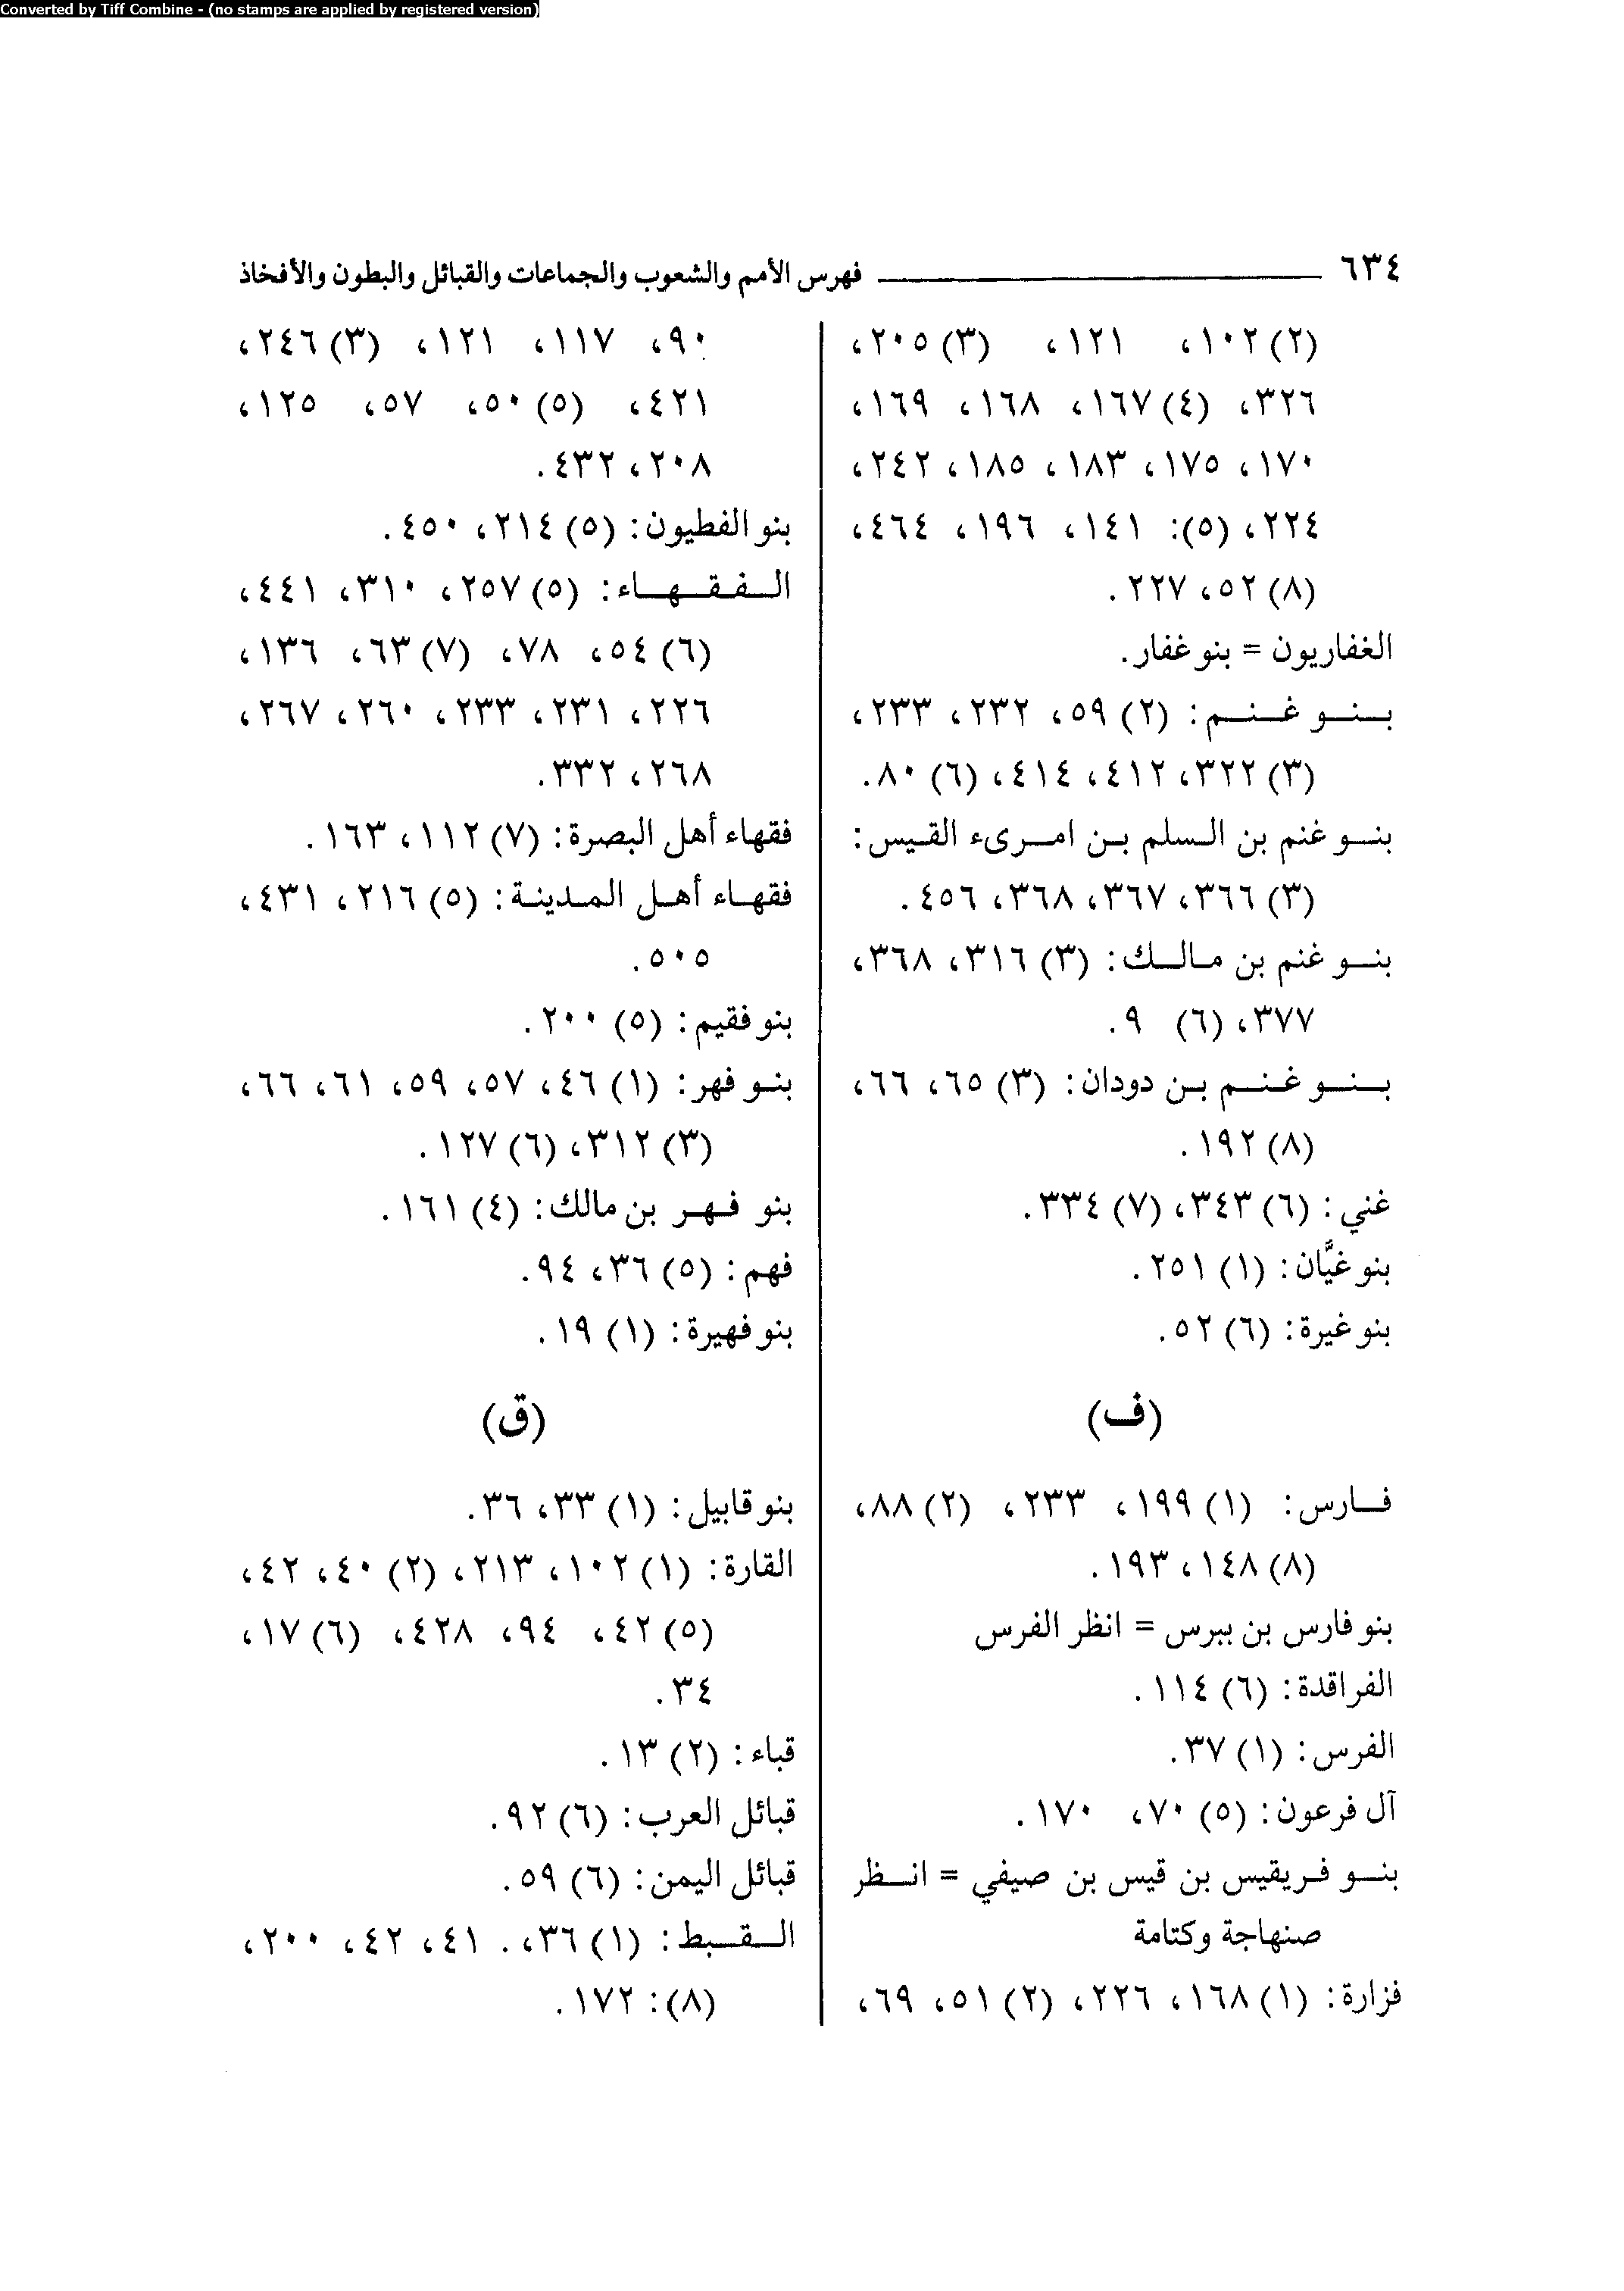 Converted by Tiff Combine - (no stamps are applied by registered version)
٦٣٤ فهرس الأمم والشعوب والجماعات والقبائل والبطون والأفخاذ
(٢) ١٠٢، ١٢١، (٣) ٢٠٥،
٣٢٦، (٤) ١٦٧، ١٦٨، ١٦٩،
١٧٠، ١٧٥، ١٨٣، ١٨٥، ٢٤٢،
٢٢٤، (٥): ١٤١، ١٩٦، ٤٦٤،
(٨) ٥٢، ٢٢٧.
الغفاريون = بنو غفار.
بنو غنم: (٢) ٥٩، ٢٣٢، ٢٣٣،
(٣) ٣٢٢، ٤١٢، ٤١٤، (٦) ٨٠.
بنو غنم بن السلم بن امرىء القيس:
(٣) ٣٦٦، ٣٦٧، ٣٦٨، ٤٥٦.
بنو غنم بن مالك: (٣) ٣١٦، ٣٦٨،
٣٧٧، (٦) ٩.
بنو غنم بن دودان: (٣) ٦٥، ٦٦،
(٨) ١٩٢.
غني: (٦) ٣٤٣، (٧) ٣٣٤.
بنو غيَّان: (١) ٢٥١.
بنو غيرة: (٦) ٥٢.
(ف)
فارس: (١) ١٩٩، ٢٣٣، (٢) ٨٨،
(٨) ١٤٨، ١٩٣.
بنو فارس بن ببرس = انظر الفرس
الفراقدة: (٦) ١١٤.
الفرس: (١) ٣٧.
آل فرعون: (٥) ٧٠، ١٧٠.
بنو فريقيس بن قيس بن صيفي = انظر
صنهاجة وكتامة
فزارة: (١) ١٦٨، ٢٢٦، (٢) ٥١، ٦٩،
٩٠، ١١٧، ١٢١، (٣) ٢٤٦،
٤٢١، (٥) ٥٠، ٥٧، ١٢٥،
٢٠٨، ٤٣٢.
بنو الفطيون: (٥) ٢١٤، ٤٥٠.
الفقهاء: (٥) ٢٥٧، ٣١٠، ٤٤١،
(٦) ٥٤، ٧٨، (٧) ٦٣، ١٣٦،
٢٢٦، ٢٣١، ٢٣٣، ٢٦٠، ٢٦٧،
٢٦٨، ٣٣٢.
فقهاء أهل البصرة: (٧) ١١٢، ١٦٣.
فقهاء أهل المدينة: (٥) ٢١٦، ٤٣١،
٥٠٥.
بنو فقيم: (٥) ٢٠٠.
بنو فهر: (١) ٤٦، ٥٧، ٥٩، ٦١، ٦٦،
(٣) ٣١٢، (٦) ١٢٧.
بنو فهر بن مالك: (٤) ١٦١.
فهم: (٥) ٣٦، ٩٤.
بنو فهيرة: (١) ١٩.
(ق)
بنو قابيل: (١) ٣٣، ٣٦.
القارة: (١) ١٠٢، ٢١٣، (٢) ٤٠، ٤٢،
(٥) ٤٢، ٩٤، ٤٢٨، (٦) ١٧،
٣٤.
قباء: (٢) ١٣.
قبائل العرب: (٦) ٩٢.
قبائل اليمن: (٦) ٥٩.
القبط: (١) ٣٦،. ٤١، ٤٢، ٢٠٠،
(٨): ١٧٢.